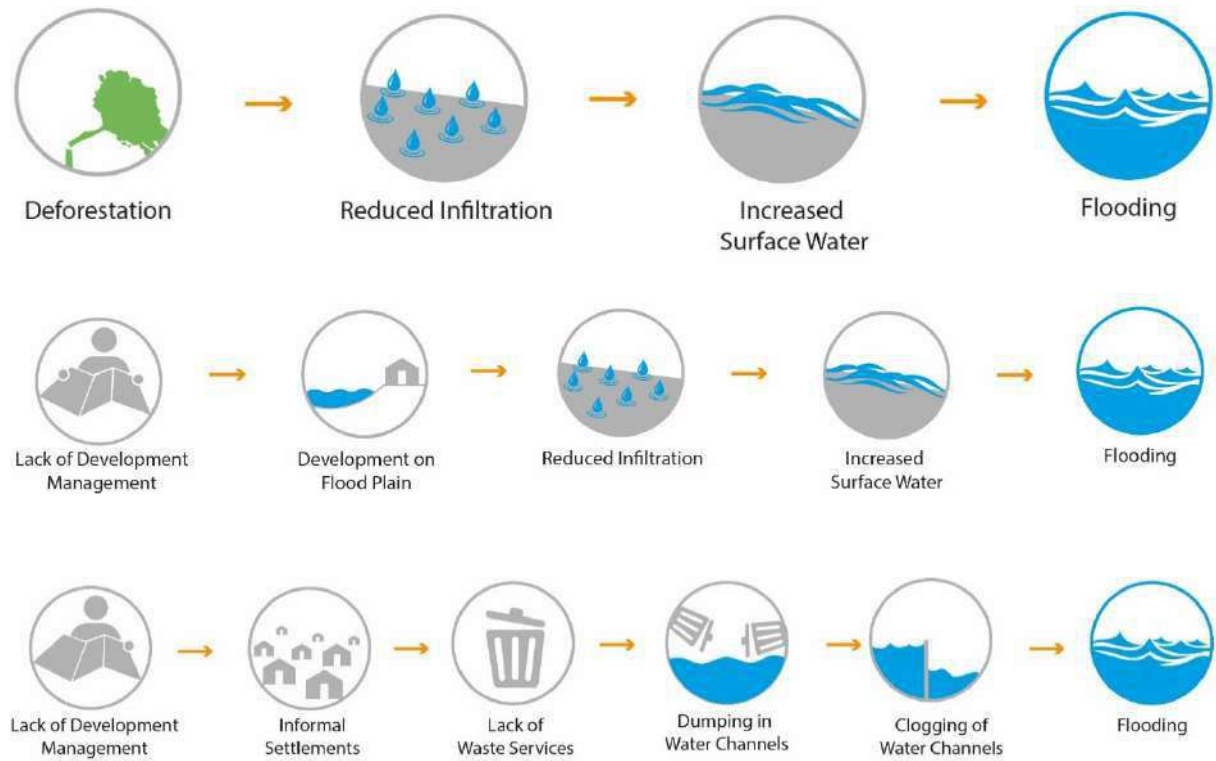 Deforestation
Reduced Infiltration
Increased
Surface Water
Flooding
Lack of Development
Management
Development on
Flood Plain
Reduced Infiltration
Increased
Surface Water
Flooding
Lack of Development
Management
Informal
Settlements
Lack of
Waste Services
Dumping in
Water Channels
Clogging of
Water Channels
Flooding